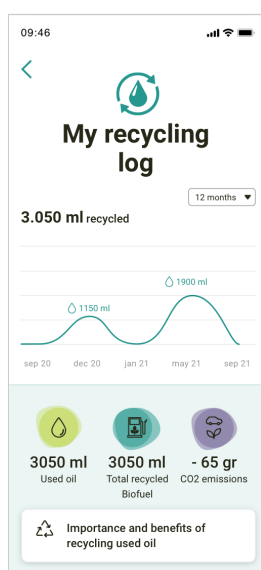 09:46
My recycling
log
12 months
3.050 ml recycled
1900 ml
1150 ml
sep 20 dec 20 jan 21 may 21 sep 21
3050 ml 3050 ml - 65 gr
Used oil Total recycled CO2 emissions
Biofuel
Importance and benefits of
recycling used oil